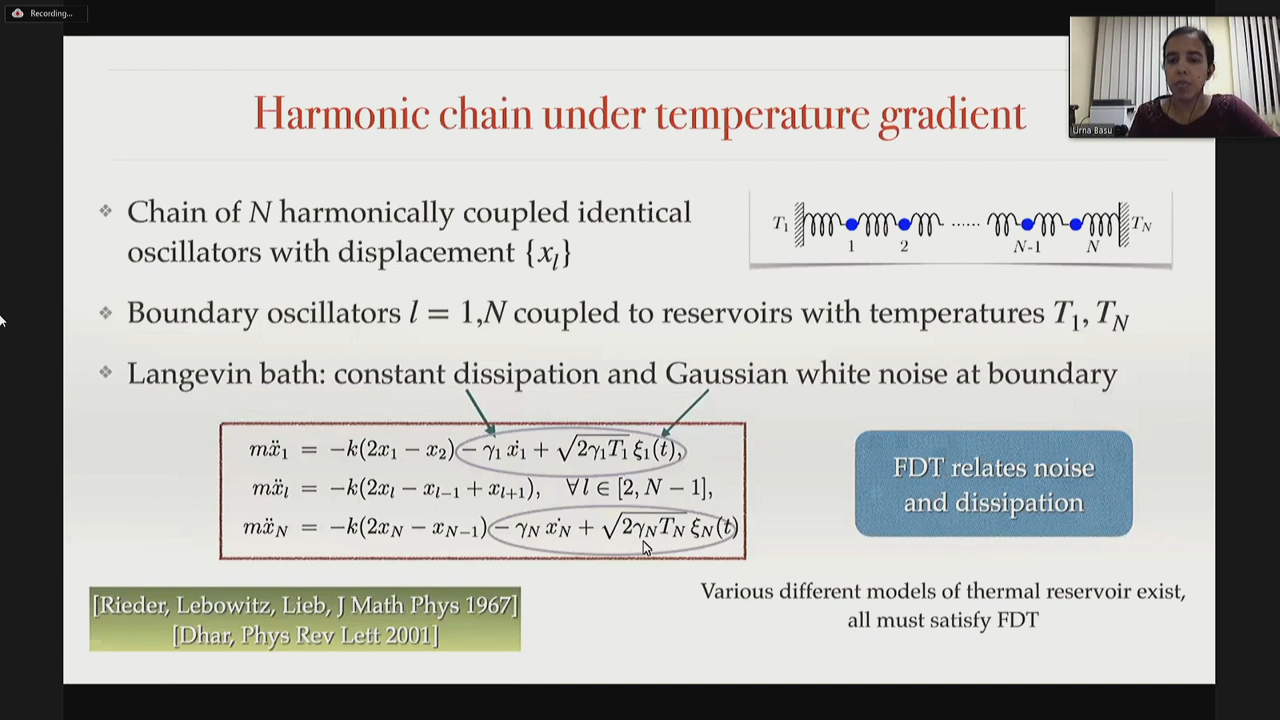 Recording...
Urna Basu
Harmonic chain under temperature gradient
❖ Chain of N harmonically coupled identical
oscillators with displacement {x_l}
T_1 ...... T_N
1 2 N-1 N
❖ Boundary oscillators l = 1,N coupled to reservoirs with temperatures T_1, T_N
❖ Langevin bath: constant dissipation and Gaussian white noise at boundary
mẍ_1 = −k(2x_1 − x_2) − γ_1 ẋ_1 + √(2γ_1T_1) ξ_1(t),
mẍ_l = −k(2x_l − x_{l−1} + x_{l+1}), ∀ l ∈ [2, N − 1],
mẍ_N = −k(2x_N − x_{N−1}) − γ_N ẋ_N + √(2γ_NT_N) ξ_N(t)
FDT relates noise
and dissipation
[Rieder, Lebowitz, Lieb, J Math Phys 1967]
[Dhar, Phys Rev Lett 2001]
Various different models of thermal reservoir exist,
all must satisfy FDT